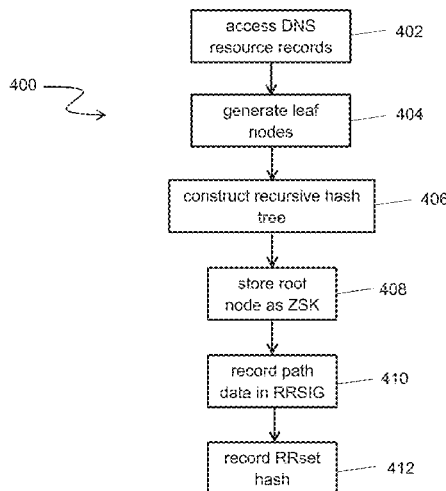 access DNS
resource records
402
400
generate leaf
nodes
404
construct recursive hash
tree
406
store root
node as ZSK
408
record path
data in RRSIG
410
record RRset
hash
412